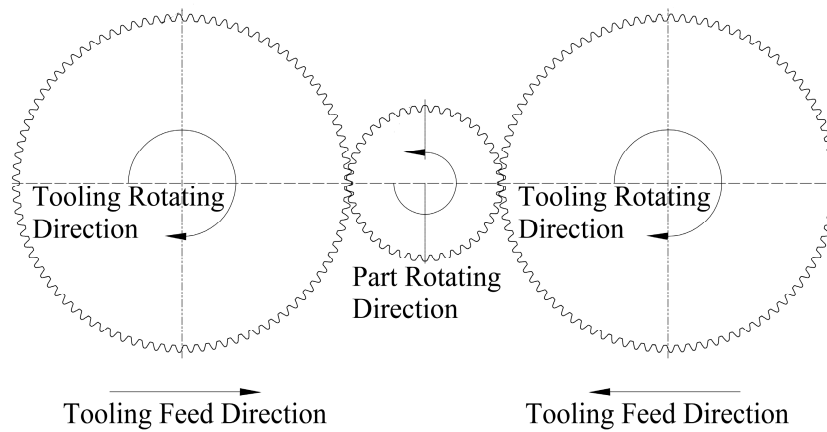 Tooling Rotating
Direction
Tooling Rotating
Direction
Part Rotating
Direction
Tooling Feed Direction
Tooling Feed Direction